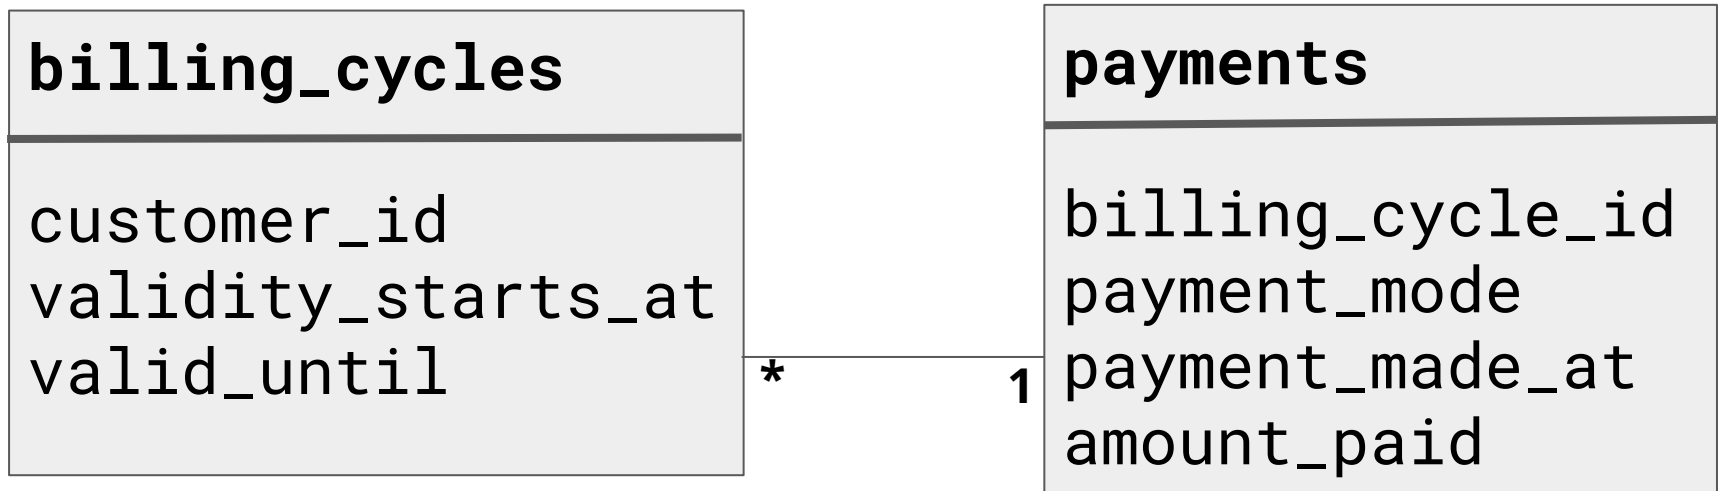 billing_cycles
customer_id
validity_starts_at
valid_until
* 1
payments
billing_cycle_id
payment_mode
payment_made_at
amount_paid